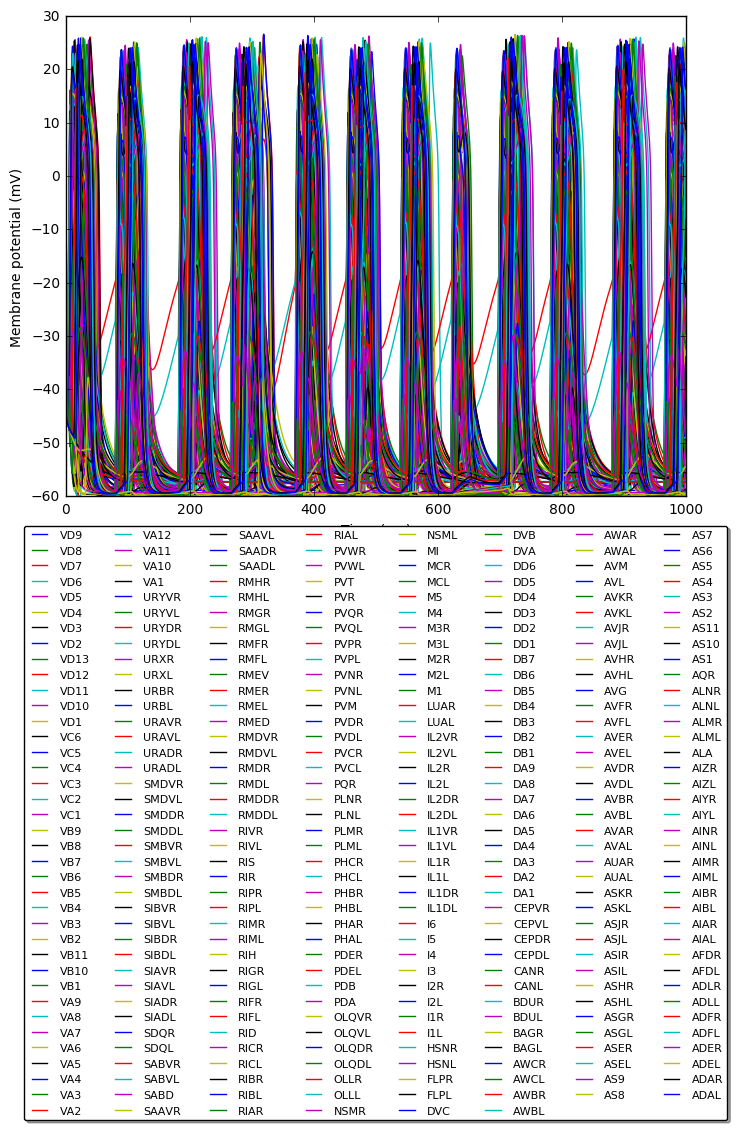 30
20
10
0
−10
−20
−30
−40
−50
−60
Membrane potential (mV)
0 200 400 600 800 1000
VD9 VA12 SAAVL RIAL NSML DVB AWAR AS7
VD8 VA11 SAADR PVWR MI DVA AWAL AS6
VD7 VA10 SAADL PVWL MCR DD6 AVM AS5
VD6 VA1 RMHR PVT MCL DD5 AVL AS4
VD5 URYVR RMHL PVR M5 DD4 AVKR AS3
VD4 URYVL RMGR PVQR M4 DD3 AVKL AS2
VD3 URYDR RMGL PVQL M3R DD2 AVJR AS11
VD2 URYDL RMFR PVPR M3L DD1 AVJL AS10
VD13 URXR RMFL PVPL M2R DB7 AVHR AS1
VD12 URXL RMEV PVNR M2L DB6 AVHL AQR
VD11 URBR RMER PVNL M1 DB5 AVG ALNR
VD10 URBL RMEL PVM LUAR DB4 AVFR ALNL
VD1 URAVR RMED PVDR LUAL DB3 AVFL ALMR
VC6 URAVL RMDVR PVDL IL2VR DB2 AVER ALML
VC5 URADR RMDVL PVCR IL2VL DB1 AVEL ALA
VC4 URADL RMDR PVCL IL2R DA9 AVDR AIZR
VC3 SMDVR RMDL PQR IL2L DA8 AVDL AIZL
VC2 SMDVL RMDDR PLNR IL2DR DA7 AVBR AIYR
VC1 SMDDR RMDDL PLNL IL2DL DA6 AVBL AIYL
VB9 SMDDL RIVR PLMR IL1VR DA5 AVAR AINR
VB8 SMBVR RIVL PLML IL1VL DA4 AVAL AINL
VB7 SMBVL RIS PHCR IL1R DA3 AUAR AIMR
VB6 SMBDR RIR PHCL IL1L DA2 AUAL AIML
VB5 SMBDL RIPR PHBR IL1DR DA1 ASKR AIBR
VB4 SIBVR RIPL PHBL IL1DL CEPVR ASKL AIBL
VB3 SIBVL RIMR PHAR I6 CEPVL ASJR AIAR
VB2 SIBDR RIML PHAL I5 CEPDR ASJL AIAL
VB11 SIBDL RIH PDER I4 CEPDL ASIR AFDR
VB10 SIAVR RIGR PDEL I3 CANR ASIL AFDL
VB1 SIAVL RIGL PDB I2R CANL ASHR ADLR
VA9 SIADR RIFR PDA I2L BDUR ASHL ADLL
VA8 SIADL RIFL OLQVR I1R BDUL ASGR ADFR
VA7 SDQR RID OLQVL I1L BAGR ASGL ADFL
VA6 SDQL RICR OLQDR HSNR BAGL ASER ADER
VA5 SABVR RICL OLQDL HSNL AWCR ASEL ADEL
VA4 SABVL RIBR OLLR FLPR AWCL AS9 ADAR
VA3 SABD RIBL OLLL FLPL AWBR AS8 ADAL
VA2 SAAVR RIAR NSMR DVC AWBL